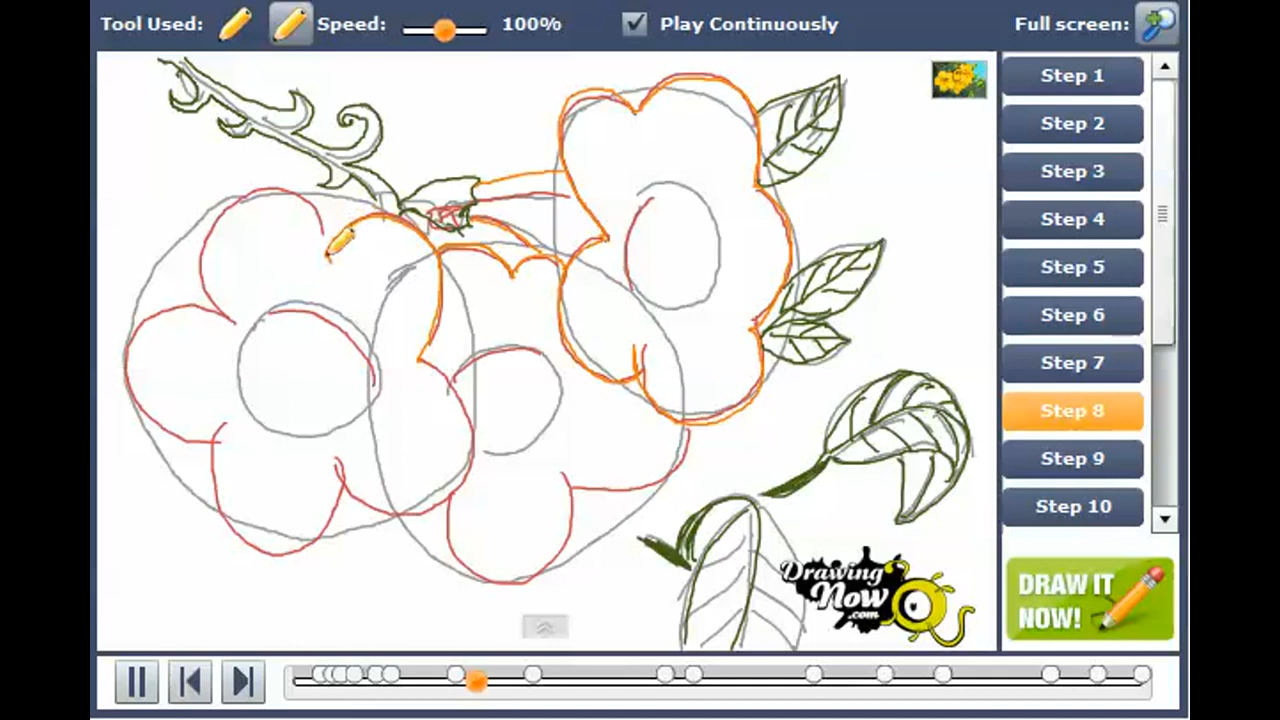 Tool Used:
Speed:
100%
Play Continuously
Full screen:
Step 1
Step 2
Step 3
Step 4
Step 5
Step 6
Step 7
Step 8
Step 9
Step 10
Drawing
Now
.com
DRAW IT
NOW!